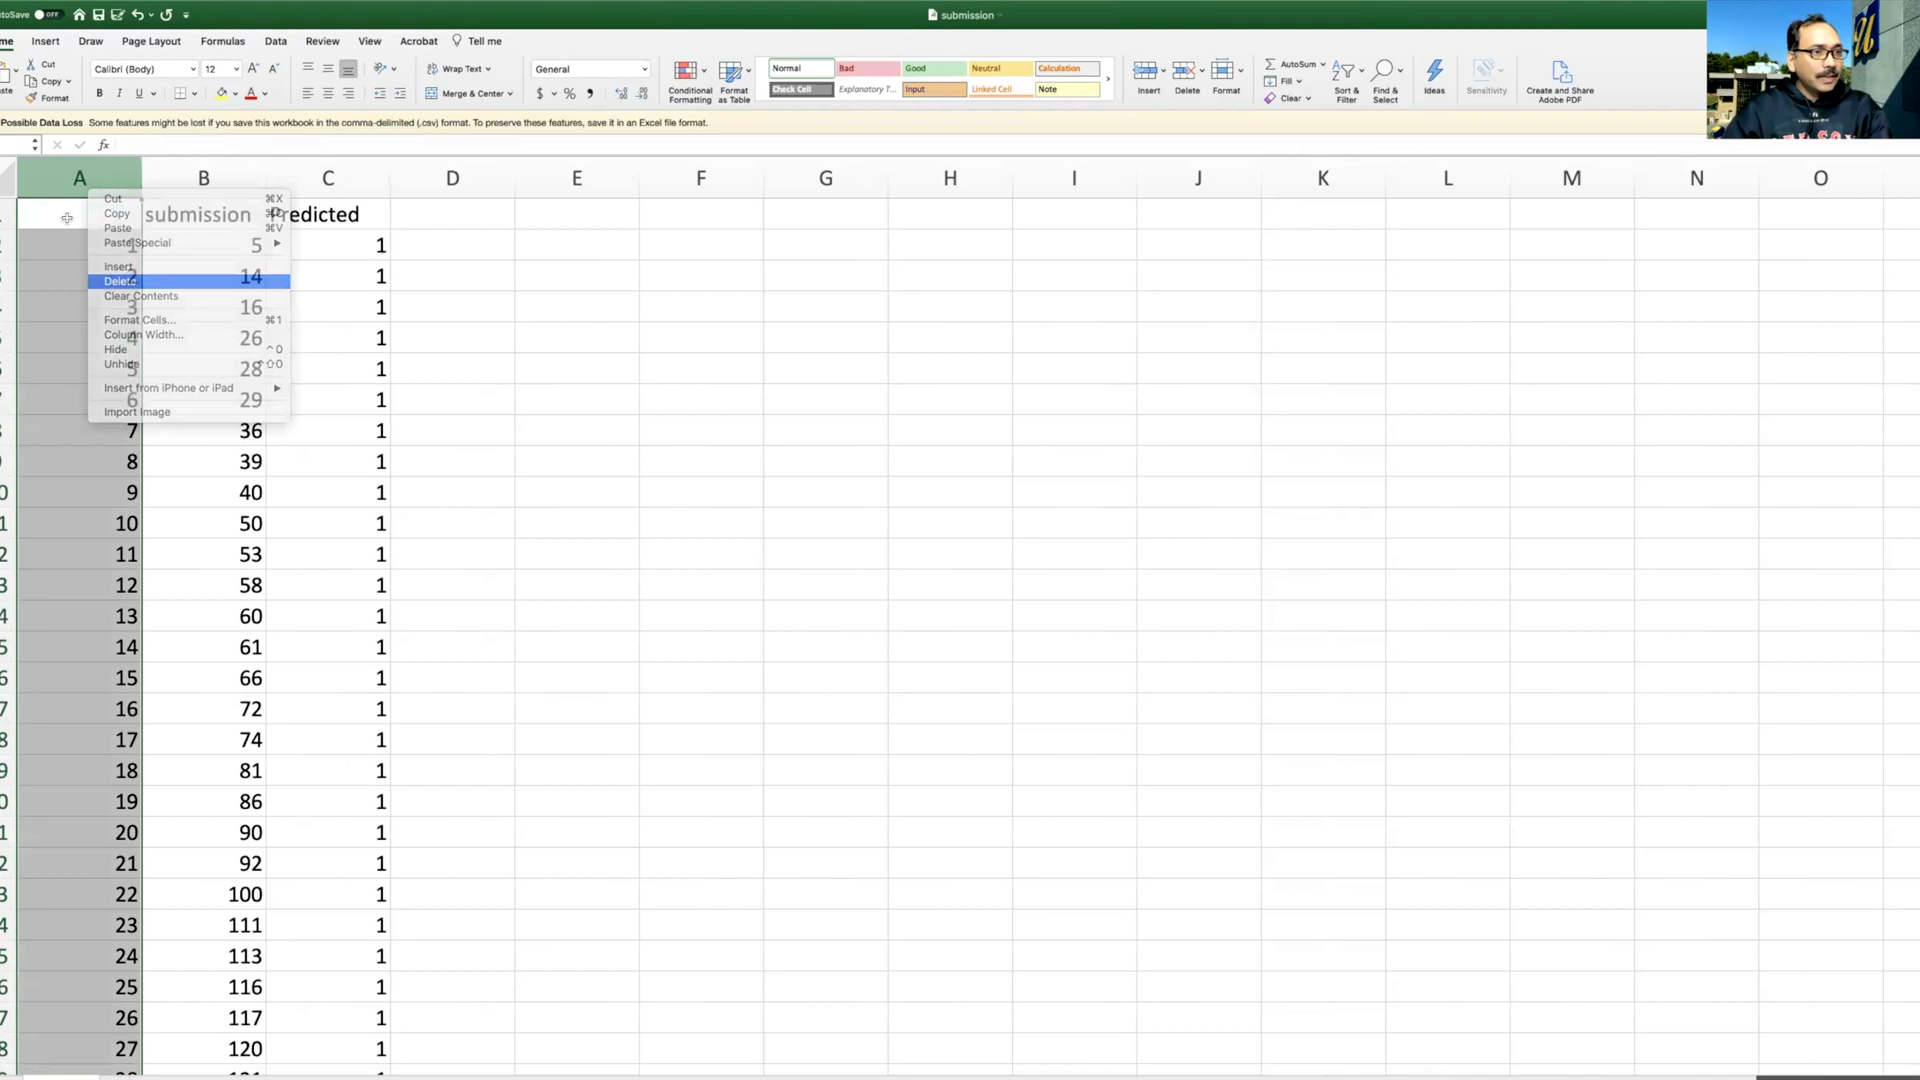 AutoSave OFF submission
me Insert Draw Page Layout Formulas Data Review View Acrobat Tell me
Cut Calibri (Body) 12 Wrap Text General Normal Bad Good Neutral Calculation AutoSum
Copy Fill
Format B I U Merge & Center $ % Check Cell Explanatory T... Input Linked Cell Note Clear
Conditional Formatting Format as Table Insert Delete Format Sort & Filter Find & Select Ideas Sensitivity Create and Share Adobe PDF
Possible Data Loss Some features might be lost if you save this workbook in the comma-delimited (.csv) format. To preserve these features, save it in an Excel file format.
fx
A B C D E F G H I J K L M N O
submission Predicted
1 5 1
2 14 1
3 16 1
4 26 1
5 28 1
6 29 1
7 36 1
8 39 1
9 40 1
10 50 1
11 53 1
12 58 1
13 60 1
14 61 1
15 66 1
16 72 1
17 74 1
18 81 1
19 86 1
20 90 1
21 92 1
22 100 1
23 111 1
24 113 1
25 116 1
26 117 1
27 120 1
Cut ⌘X
Copy
Paste ⌘V
Paste Special
Insert
Delete
Clear Contents
Format Cells... ⌘1
Column Width...
Hide ^0
Unhide ^⇧0
Insert from iPhone or iPad
Import Image